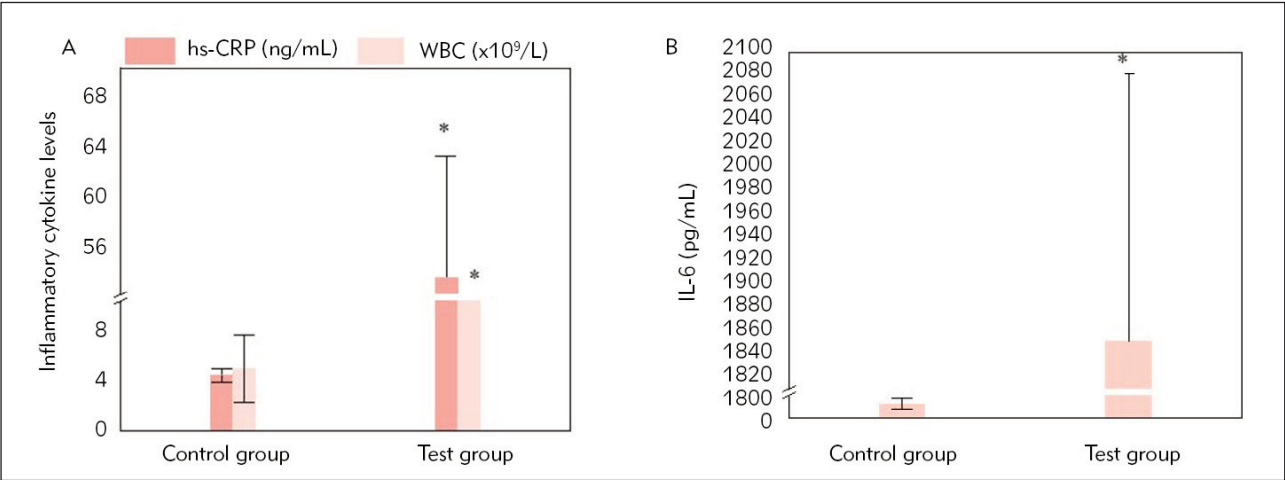 A
hs-CRP (ng/mL)
WBC (x10⁹/L)
Inflammatory cytokine levels
68
64
60
56
8
4
0
*
*
Control group
Test group
B
IL-6 (pg/mL)
2100
2080
2060
2040
2020
2000
1980
1960
1940
1920
1900
1880
1860
1840
1820
1800
0
*
Control group
Test group